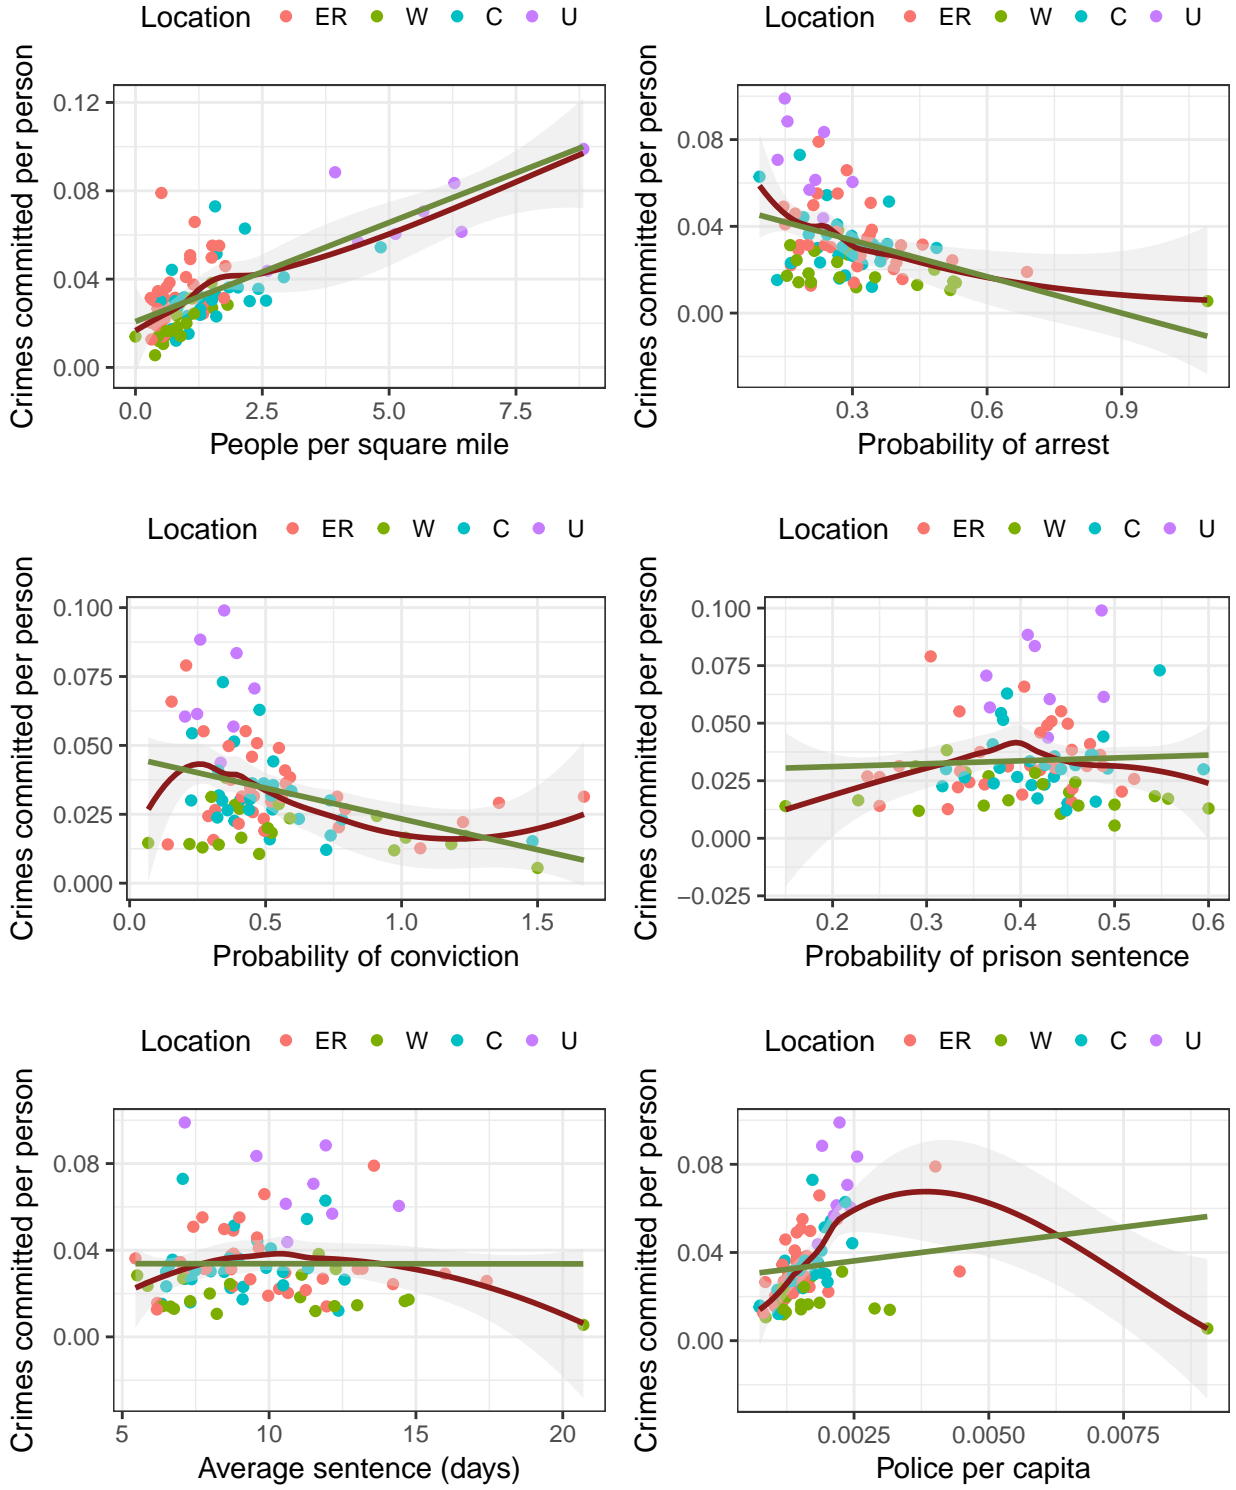 Location ER W C U
Crimes committed per person
0.12
0.08
0.04
0.00
0.0 2.5 5.0 7.5
People per square mile
Location ER W C U
Crimes committed per person
0.08
0.04
0.00
0.3 0.6 0.9
Probability of arrest
Location ER W C U
Crimes committed per person
0.100
0.075
0.050
0.025
0.000
0.0 0.5 1.0 1.5
Probability of conviction
Location ER W C U
Crimes committed per person
0.100
0.075
0.050
0.025
0.000
−0.025
0.2 0.3 0.4 0.5 0.6
Probability of prison sentence
Location ER W C U
Crimes committed per person
0.08
0.04
0.00
5 10 15 20
Average sentence (days)
Location ER W C U
Crimes committed per person
0.08
0.04
0.00
0.0025 0.0050 0.0075
Police per capita